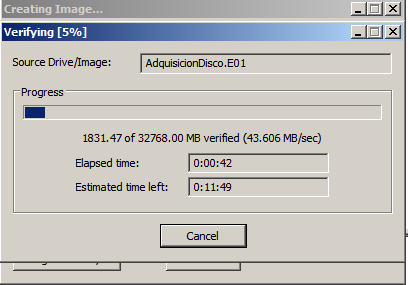 Creating Image...
Verifying [5%]
Source Drive/Image:
AdquisicionDisco.E01
Progress
1831.47 of 32768.00 MB verified (43.606 MB/sec)
Elapsed time:
0:00:42
Estimated time left:
0:11:49
Cancel